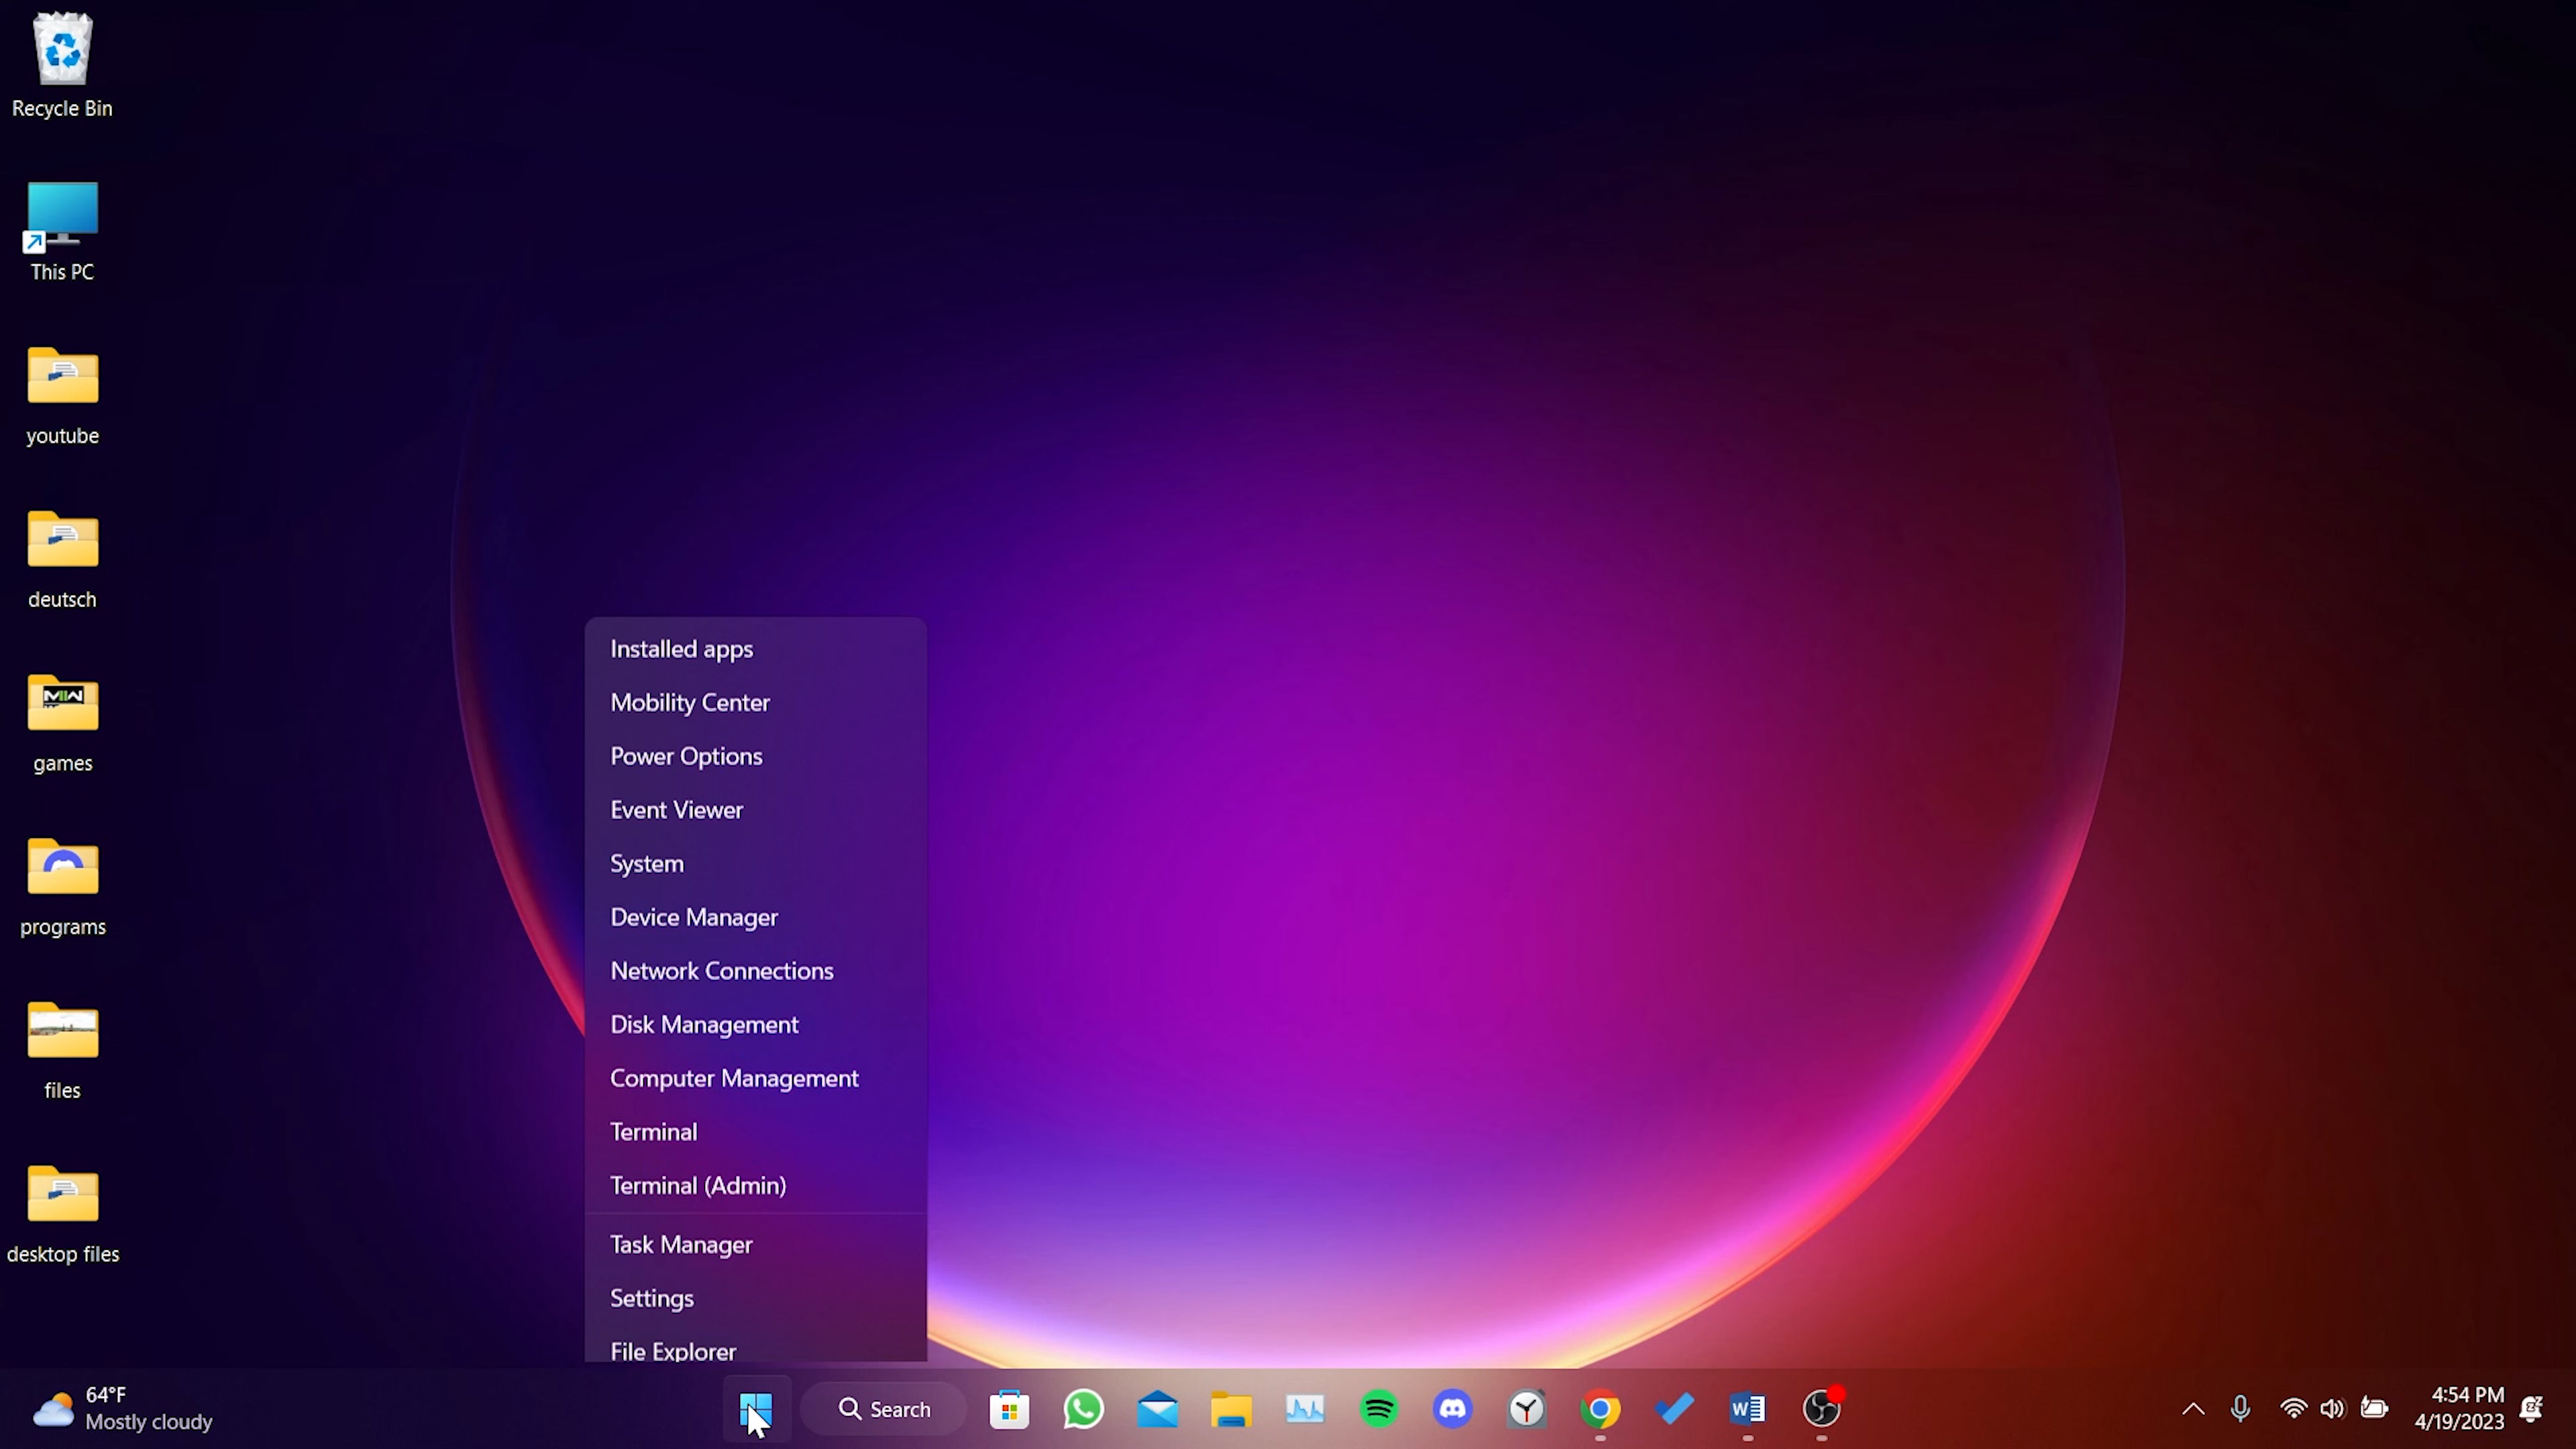 Recycle Bin
This PC
youtube
deutsch
games
programs
files
desktop files
Installed apps
Mobility Center
Power Options
Event Viewer
System
Device Manager
Network Connections
Disk Management
Computer Management
Terminal
Terminal (Admin)
Task Manager
Settings
File Explorer
64°F
Mostly cloudy
Search
4:54 PM
4/19/2023